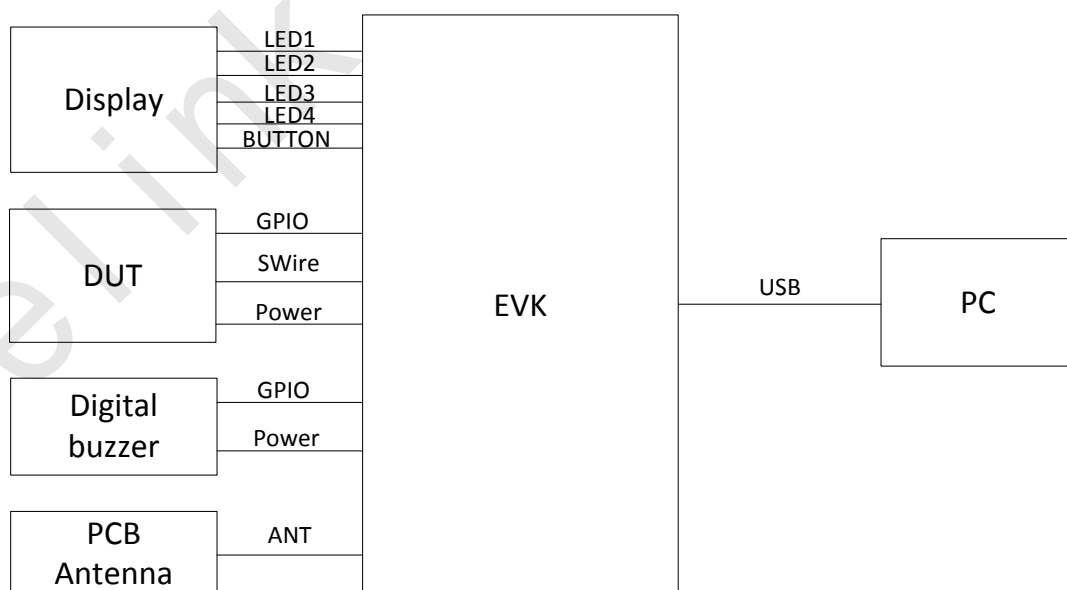 LED1
LED2
LED3
LED4
BUTTON
Display
GPIO
SWire
Power
DUT
EVK
USB
PC
GPIO
Power
Digital
buzzer
ANT
PCB
Antenna
elink